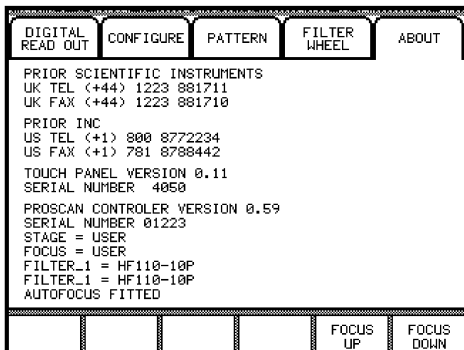 DIGITAL READ OUT
CONFIGURE
PATTERN
FILTER WHEEL
ABOUT
PRIOR SCIENTIFIC INSTRUMENTS
UK TEL (+44) 1223 881711
UK FAX (+44) 1223 881710
PRIOR INC
US TEL (+1) 800 8772234
US FAX (+1) 781 8788442
TOUCH PANEL VERSION 0.11
SERIAL NUMBER 4050
PROSCAN CONTROLER VERSION 0.59
SERIAL NUMBER 01223
STAGE = USER
FOCUS = USER
FILTER_1 = HF110-10P
FILTER_1 = HF110-10P
AUTOFOCUS FITTED
FOCUS UP
FOCUS DOWN